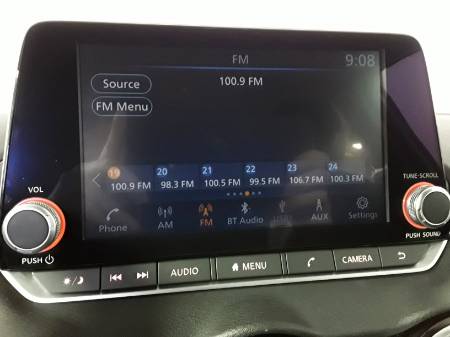 FM
9:08
Source
100.9 FM
FM Menu
19 20 21 22 23 24
100.9 FM 98.3 FM 100.5 FM 99.5 FM 106.7 FM 100.3 FM
VOL
TUNE-SCROLL
Phone AM FM BT Audio USB AUX Settings
PUSH
PUSH SOUND
AUDIO MENU CAMERA